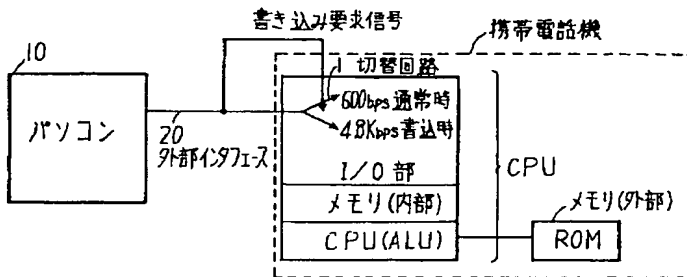 書き込み要求信号
携帯電話機
10
パソコン
20
外部インタフェース
1 切替回路
600bps 通常時
4.8Kbps 書込時
I/O 部
メモリ(内部)
CPU(ALU)
CPU
メモリ(外部)
ROM